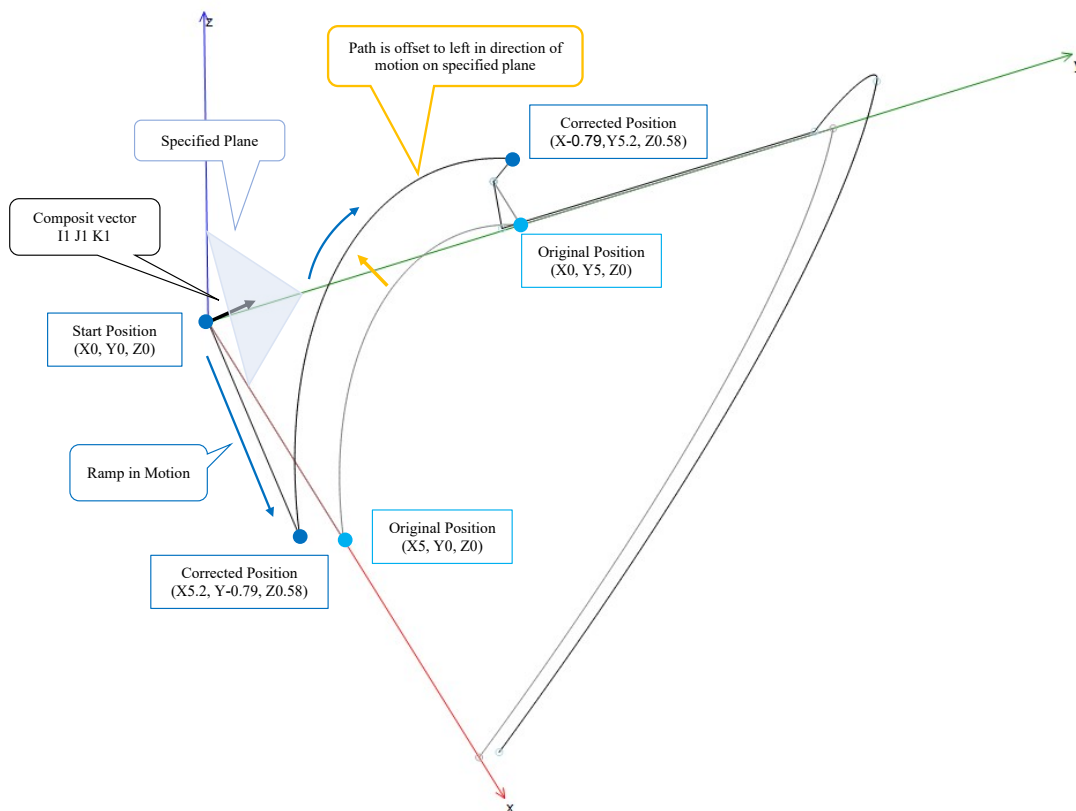 z
Path is offset to left in direction of
motion on specified plane
y
Specified Plane
Corrected Position
(X-0.79,Y5.2, Z0.58)
Composit vector
I1 J1 K1
Original Position
(X0, Y5, Z0)
Start Position
(X0, Y0, Z0)
Ramp in Motion
Original Position
(X5, Y0, Z0)
Corrected Position
(X5.2, Y-0.79, Z0.58)
x